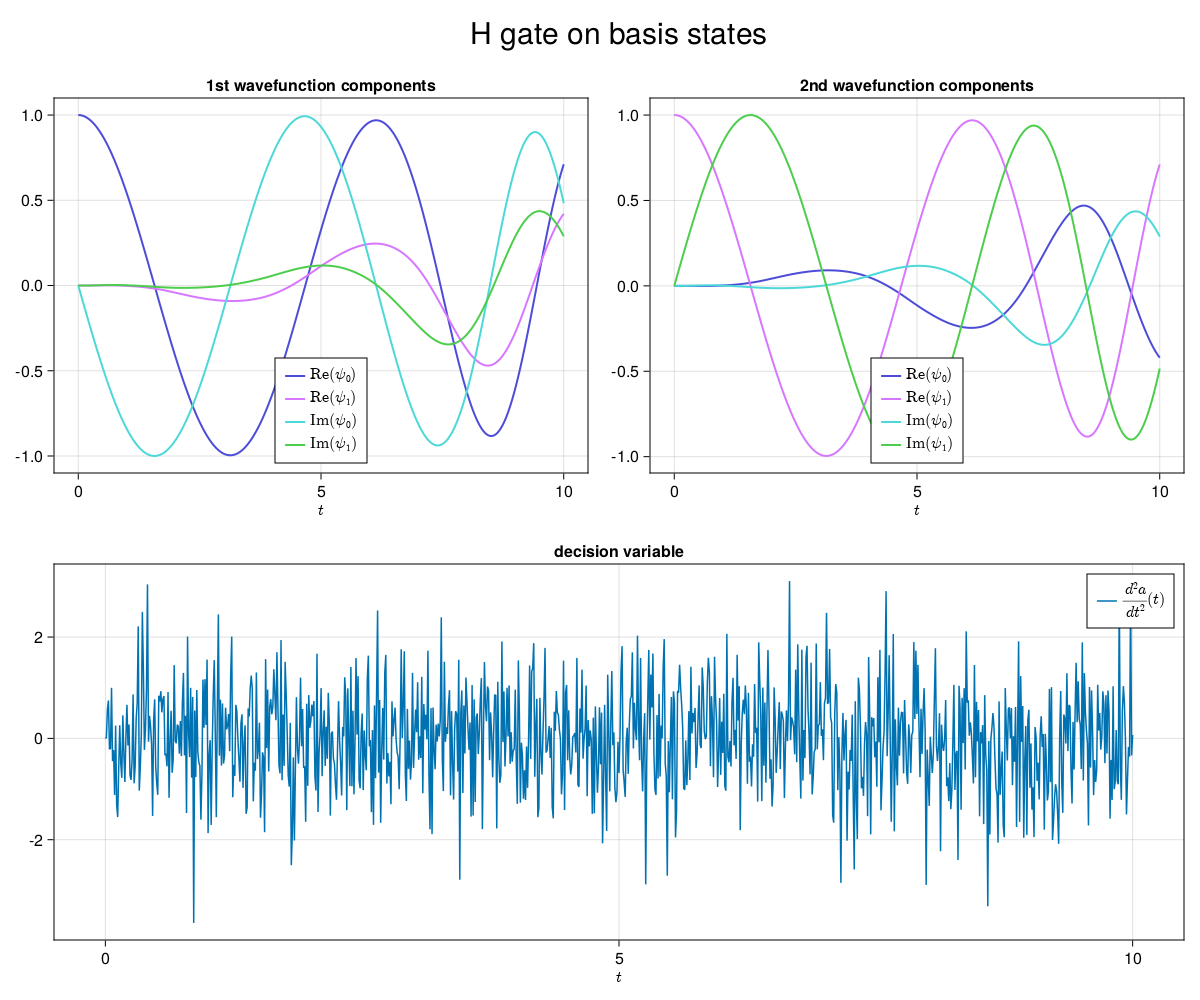 H gate on basis states
1st wavefunction components
1.0
0.5
0.0
-0.5
-1.0
Re(ψ₀)
Re(ψ₁)
Im(ψ₀)
Im(ψ₁)
0 5 10
t
2nd wavefunction components
1.0
0.5
0.0
-0.5
-1.0
Re(ψ₀)
Re(ψ₁)
Im(ψ₀)
Im(ψ₁)
0 5 10
t
decision variable
2
0
-2
d²a/dt²(t)
0 5 10
t